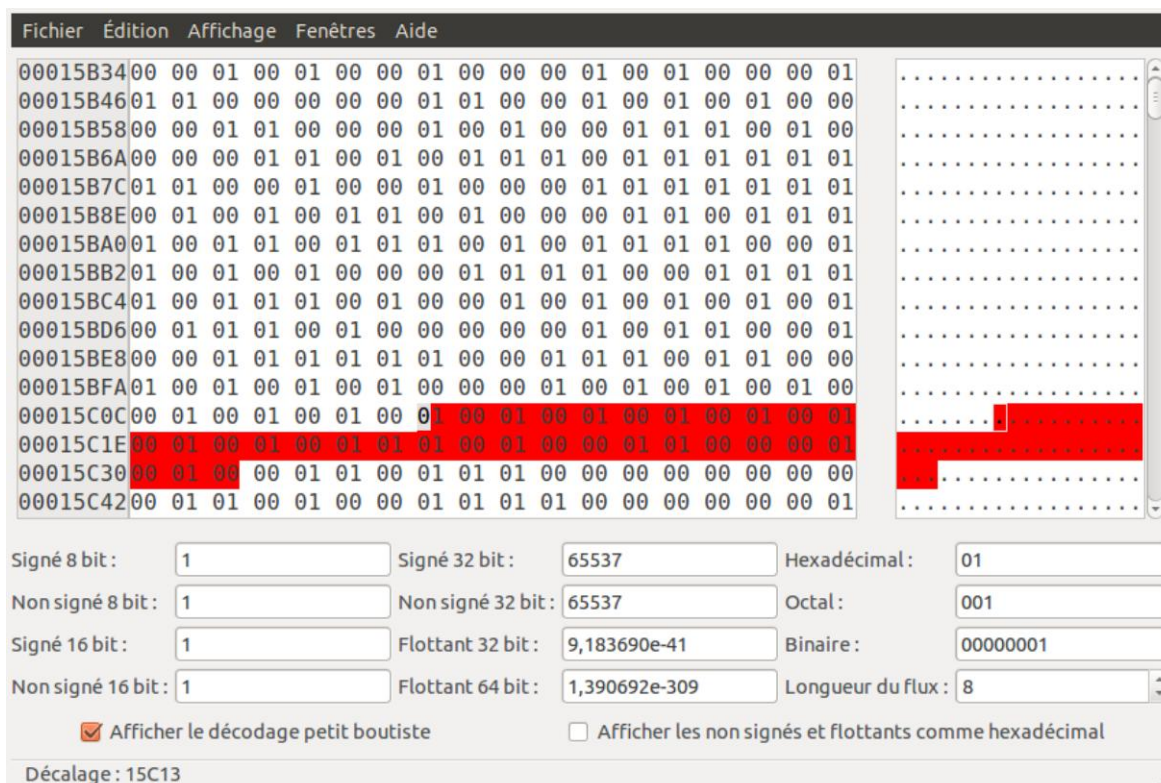 Fichier Édition Affichage Fenêtres Aide
00015B34 00 00 01 00 01 00 00 01 00 00 00 01 00 01 00 00 00 01
00015B46 01 01 00 00 00 00 00 01 01 00 00 01 00 01 00 01 00 00
00015B58 00 00 01 01 00 00 00 01 00 01 00 00 01 01 01 00 01 00
00015B6A 00 00 00 01 01 00 01 00 01 01 01 00 01 01 01 01 01 01
00015B7C 01 01 00 00 01 00 00 01 00 00 00 01 01 01 01 01 01 01
00015B8E 00 01 00 01 00 01 01 00 01 00 00 00 01 01 00 01 01 01
00015BA0 01 00 01 00 01 01 01 00 01 00 01 01 01 01 00 00 01
00015BB2 01 00 01 00 01 00 00 00 01 01 01 01 00 00 01 01 01 01
00015BC4 01 00 01 01 01 00 01 00 00 01 00 01 00 01 00 01 00 01
00015BD6 00 01 01 01 00 01 00 00 00 00 00 01 00 01 01 00 00 01
00015BE8 00 00 01 01 01 01 01 01 00 00 01 01 01 00 01 01 00 00
00015BFA 01 00 01 00 01 00 01 00 00 00 01 00 01 00 01 00 01 00
00015C0C 00 01 00 01 00 01 00 01 00 01 00 01 00 01 00 01 00 01
00015C1E 00 01 00 01 00 01 01 01 00 01 00 01 01 00 00 00 01
00015C30 00 01 00 00 01 01 00 01 01 01 00 00 00 00 00 00 00 00
00015C42 00 01 01 00 01 00 00 01 01 01 01 00 00 00 00 00 01
Signé 8 bit : 1 Signé 32 bit : 65537 Hexadécimal : 01
Non signé 8 bit : 1 Non signé 32 bit : 65537 Octal : 001
Signé 16 bit : 1 Flottant 32 bit : 9,183690e-41 Binaire : 00000001
Non signé 16 bit : 1 Flottant 64 bit : 1,390692e-309 Longueur du flux : 8
Afficher le décodage petit boutiste Afficher les non signés et flottants comme hexadécimal
Décalage : 15C13